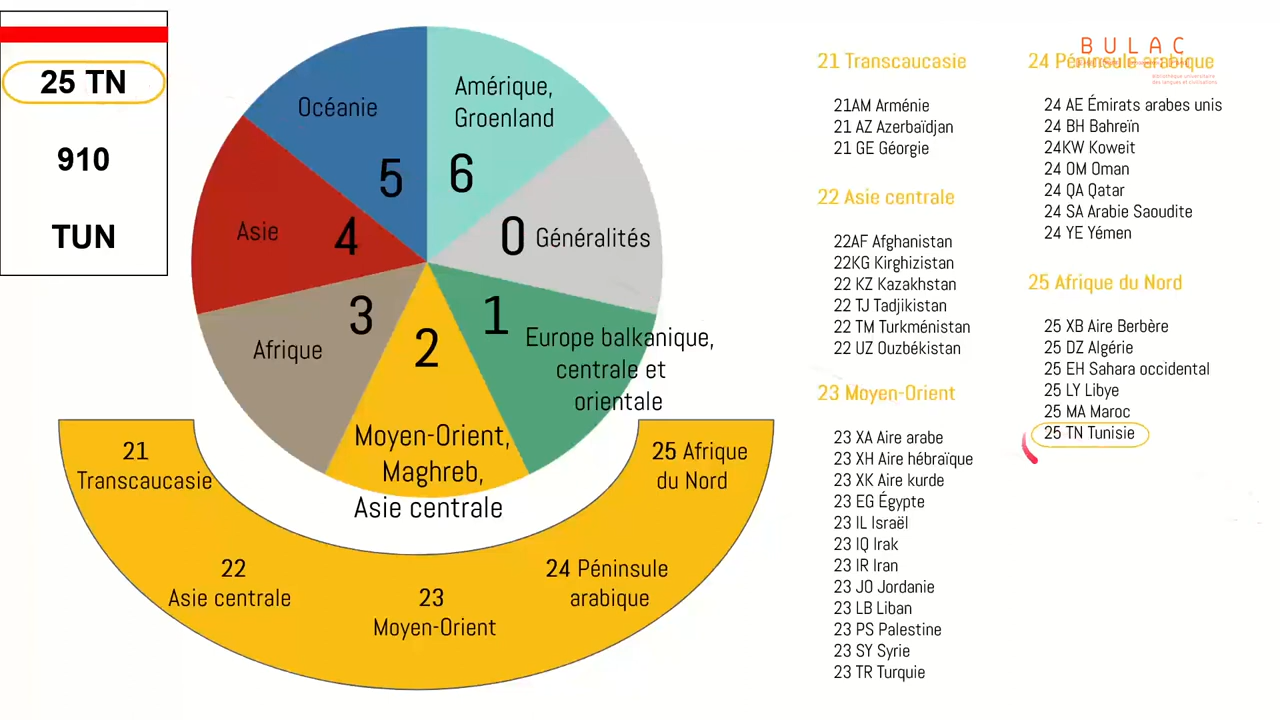 25 TN
910
TUN
Océanie
5
Amérique,
Groenland
6
Asie
4
0 Généralités
3
Afrique
2
Moyen-Orient,
Maghreb,
Asie centrale
1
Europe balkanique,
centrale et
orientale
21
Transcaucasie
22
Asie centrale
23
Moyen-Orient
24 Péninsule
arabique
25 Afrique
du Nord
21 Transcaucasie
21AM Arménie
21 AZ Azerbaïdjan
21 GE Géorgie
22 Asie centrale
22AF Afghanistan
22KG Kirghizistan
22 KZ Kazakhstan
22 TJ Tadjikistan
22 TM Turkménistan
22 UZ Ouzbékistan
23 Moyen-Orient
23 XA Aire arabe
23 XH Aire hébraïque
23 XK Aire kurde
23 EG Égypte
23 IL Israël
23 IQ Irak
23 IR Iran
23 JO Jordanie
23 LB Liban
23 PS Palestine
23 SY Syrie
23 TR Turquie
BULAC
24 Péninsule arabique
bibliothèque universitaire
des langues et civilisations
24 AE Émirats arabes unis
24 BH Bahreïn
24KW Koweit
24 OM Oman
24 QA Qatar
24 SA Arabie Saoudite
24 YE Yémen
25 Afrique du Nord
25 XB Aire Berbère
25 DZ Algérie
25 EH Sahara occidental
25 LY Libye
25 MA Maroc
25 TN Tunisie